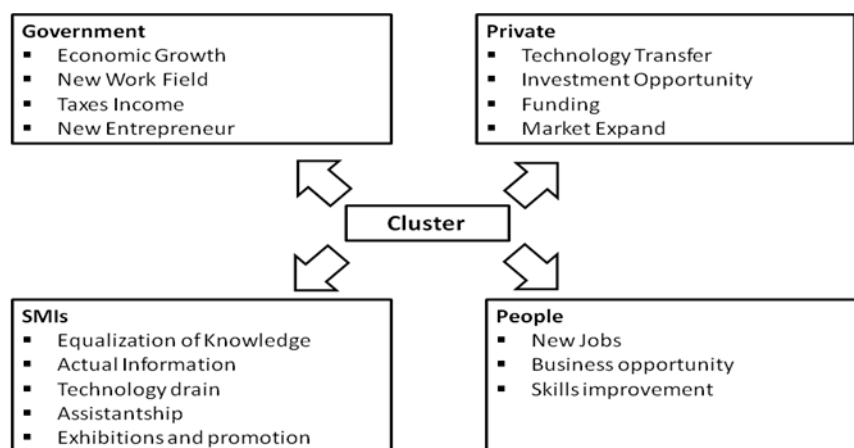 Government
▪ Economic Growth
▪ New Work Field
▪ Taxes Income
▪ New Entrepreneur
Private
▪ Technology Transfer
▪ Investment Opportunity
▪ Funding
▪ Market Expand
Cluster
SMIs
▪ Equalization of Knowledge
▪ Actual Information
▪ Technology drain
▪ Assistantship
▪ Exhibitions and promotion
People
▪ New Jobs
▪ Business opportunity
▪ Skills improvement